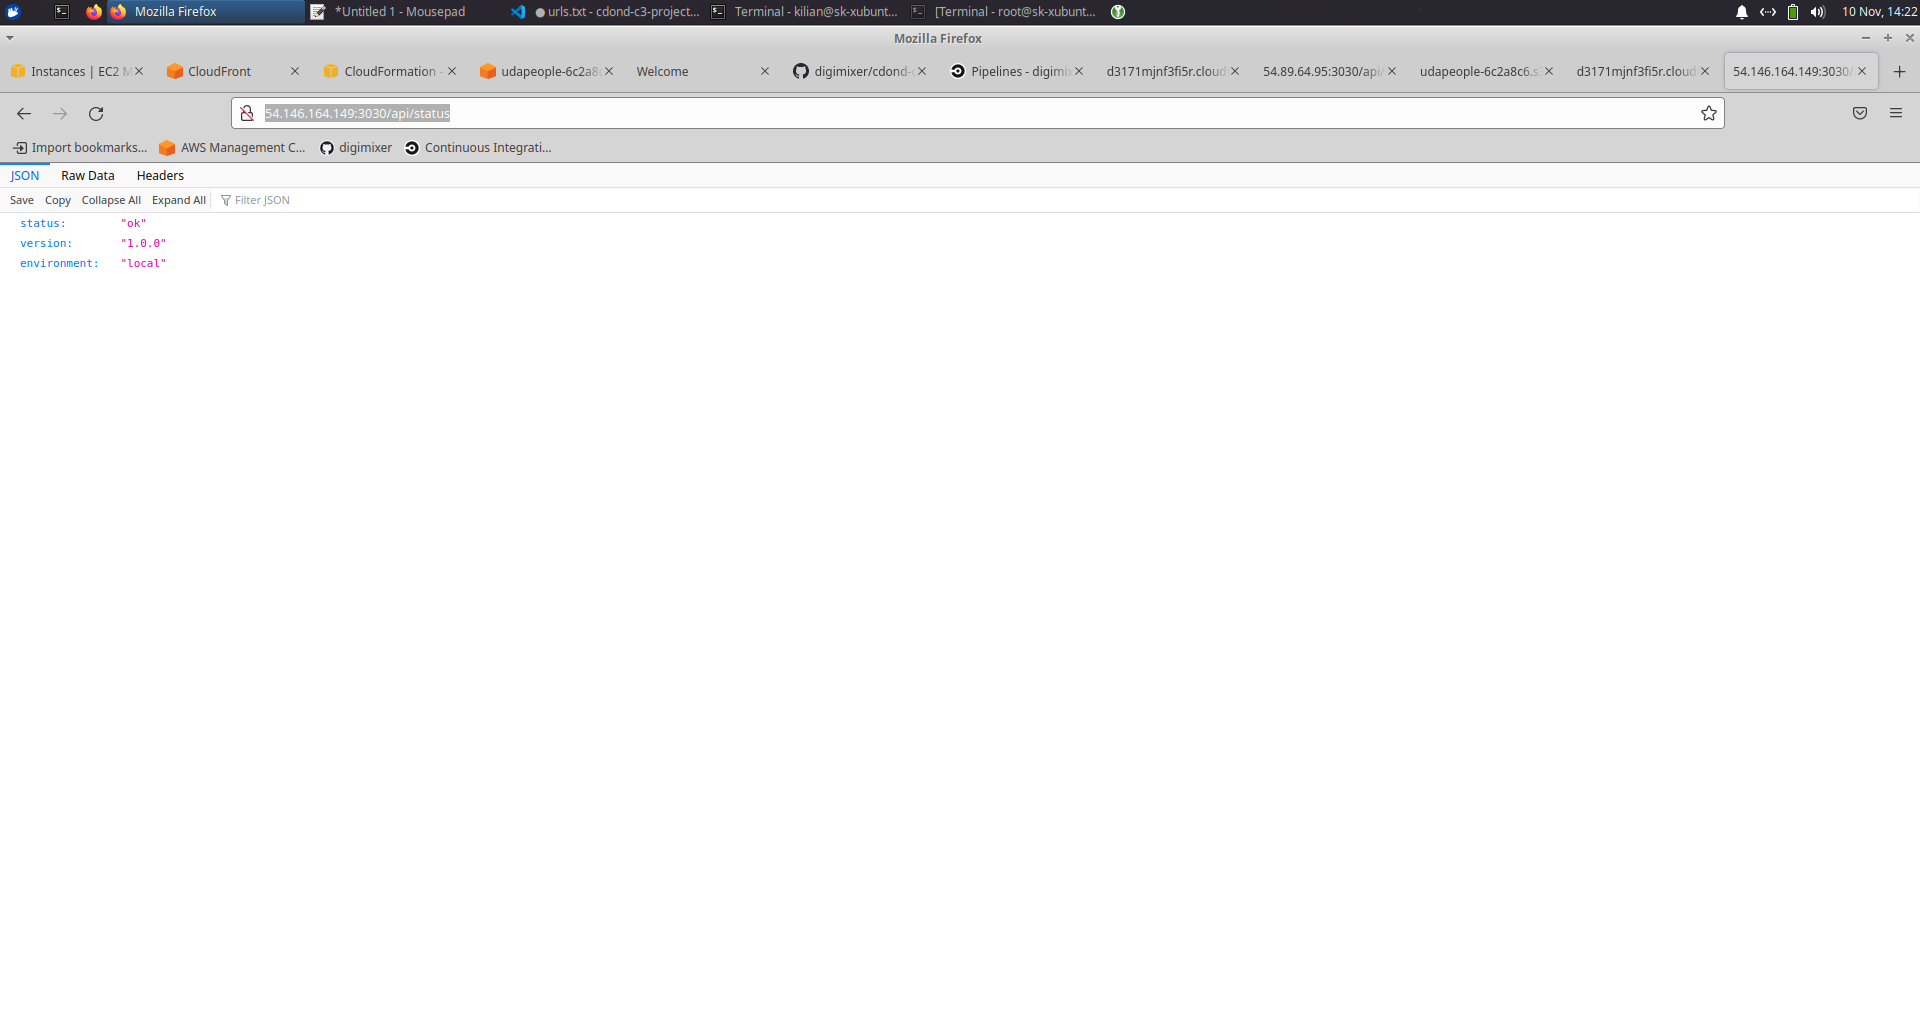 Mozilla Firefox *Untitled 1 - Mousepad urls.txt - cdond-c3-project... Terminal - kilian@sk-xubunt... [Terminal - root@sk-xubunt... 10 Nov, 14:22
Mozilla Firefox
Instances | EC2 M CloudFront CloudFormation - udapeople-6c2a8c Welcome digimixer/cdond-c Pipelines - digimix d3171mjnf3fi5r.cloud 54.89.64.95:3030/api/ udapeople-6c2a8c6.s d3171mjnf3fi5r.cloud 54.146.164.149:3030/
54.146.164.149:3030/api/status
Import bookmarks... AWS Management C... digimixer Continuous Integrati...
JSON Raw Data Headers
Save Copy Collapse All Expand All Filter JSON
status: "ok"
version: "1.0.0"
environment: "local"